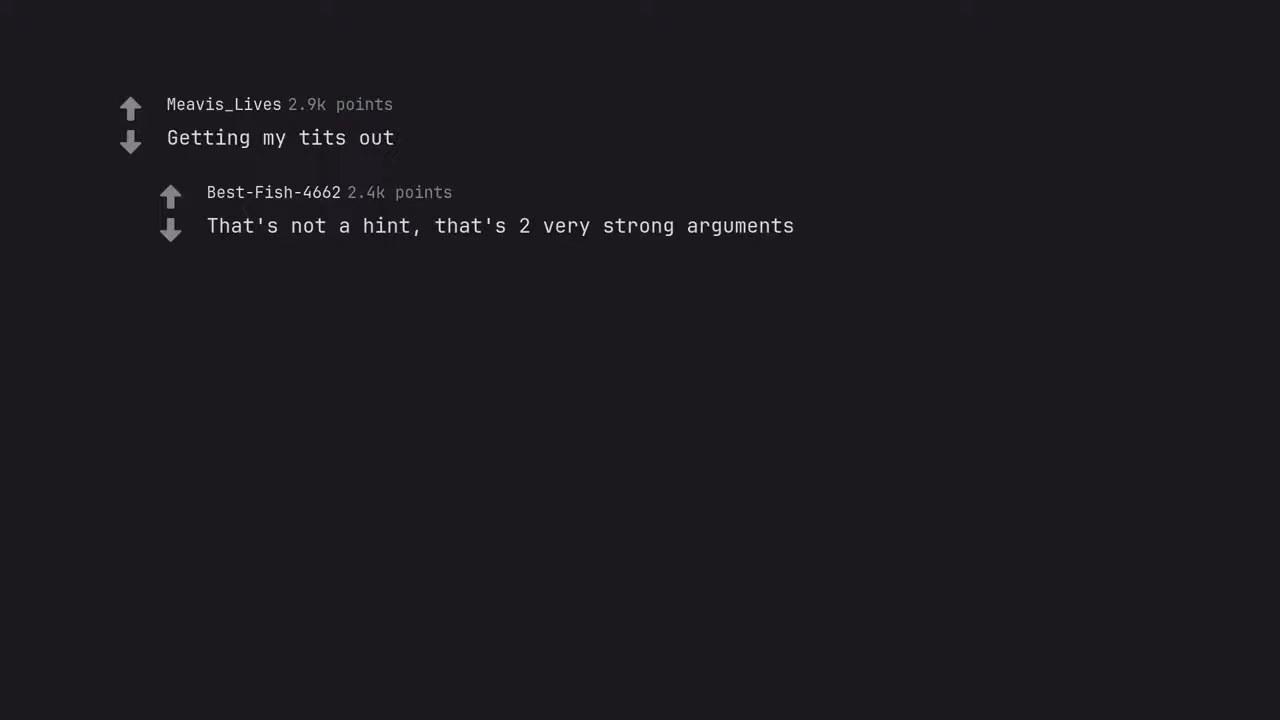 Meavis_Lives 2.9k points
Getting my tits out
Best-Fish-4662 2.4k points
That's not a hint, that's 2 very strong arguments